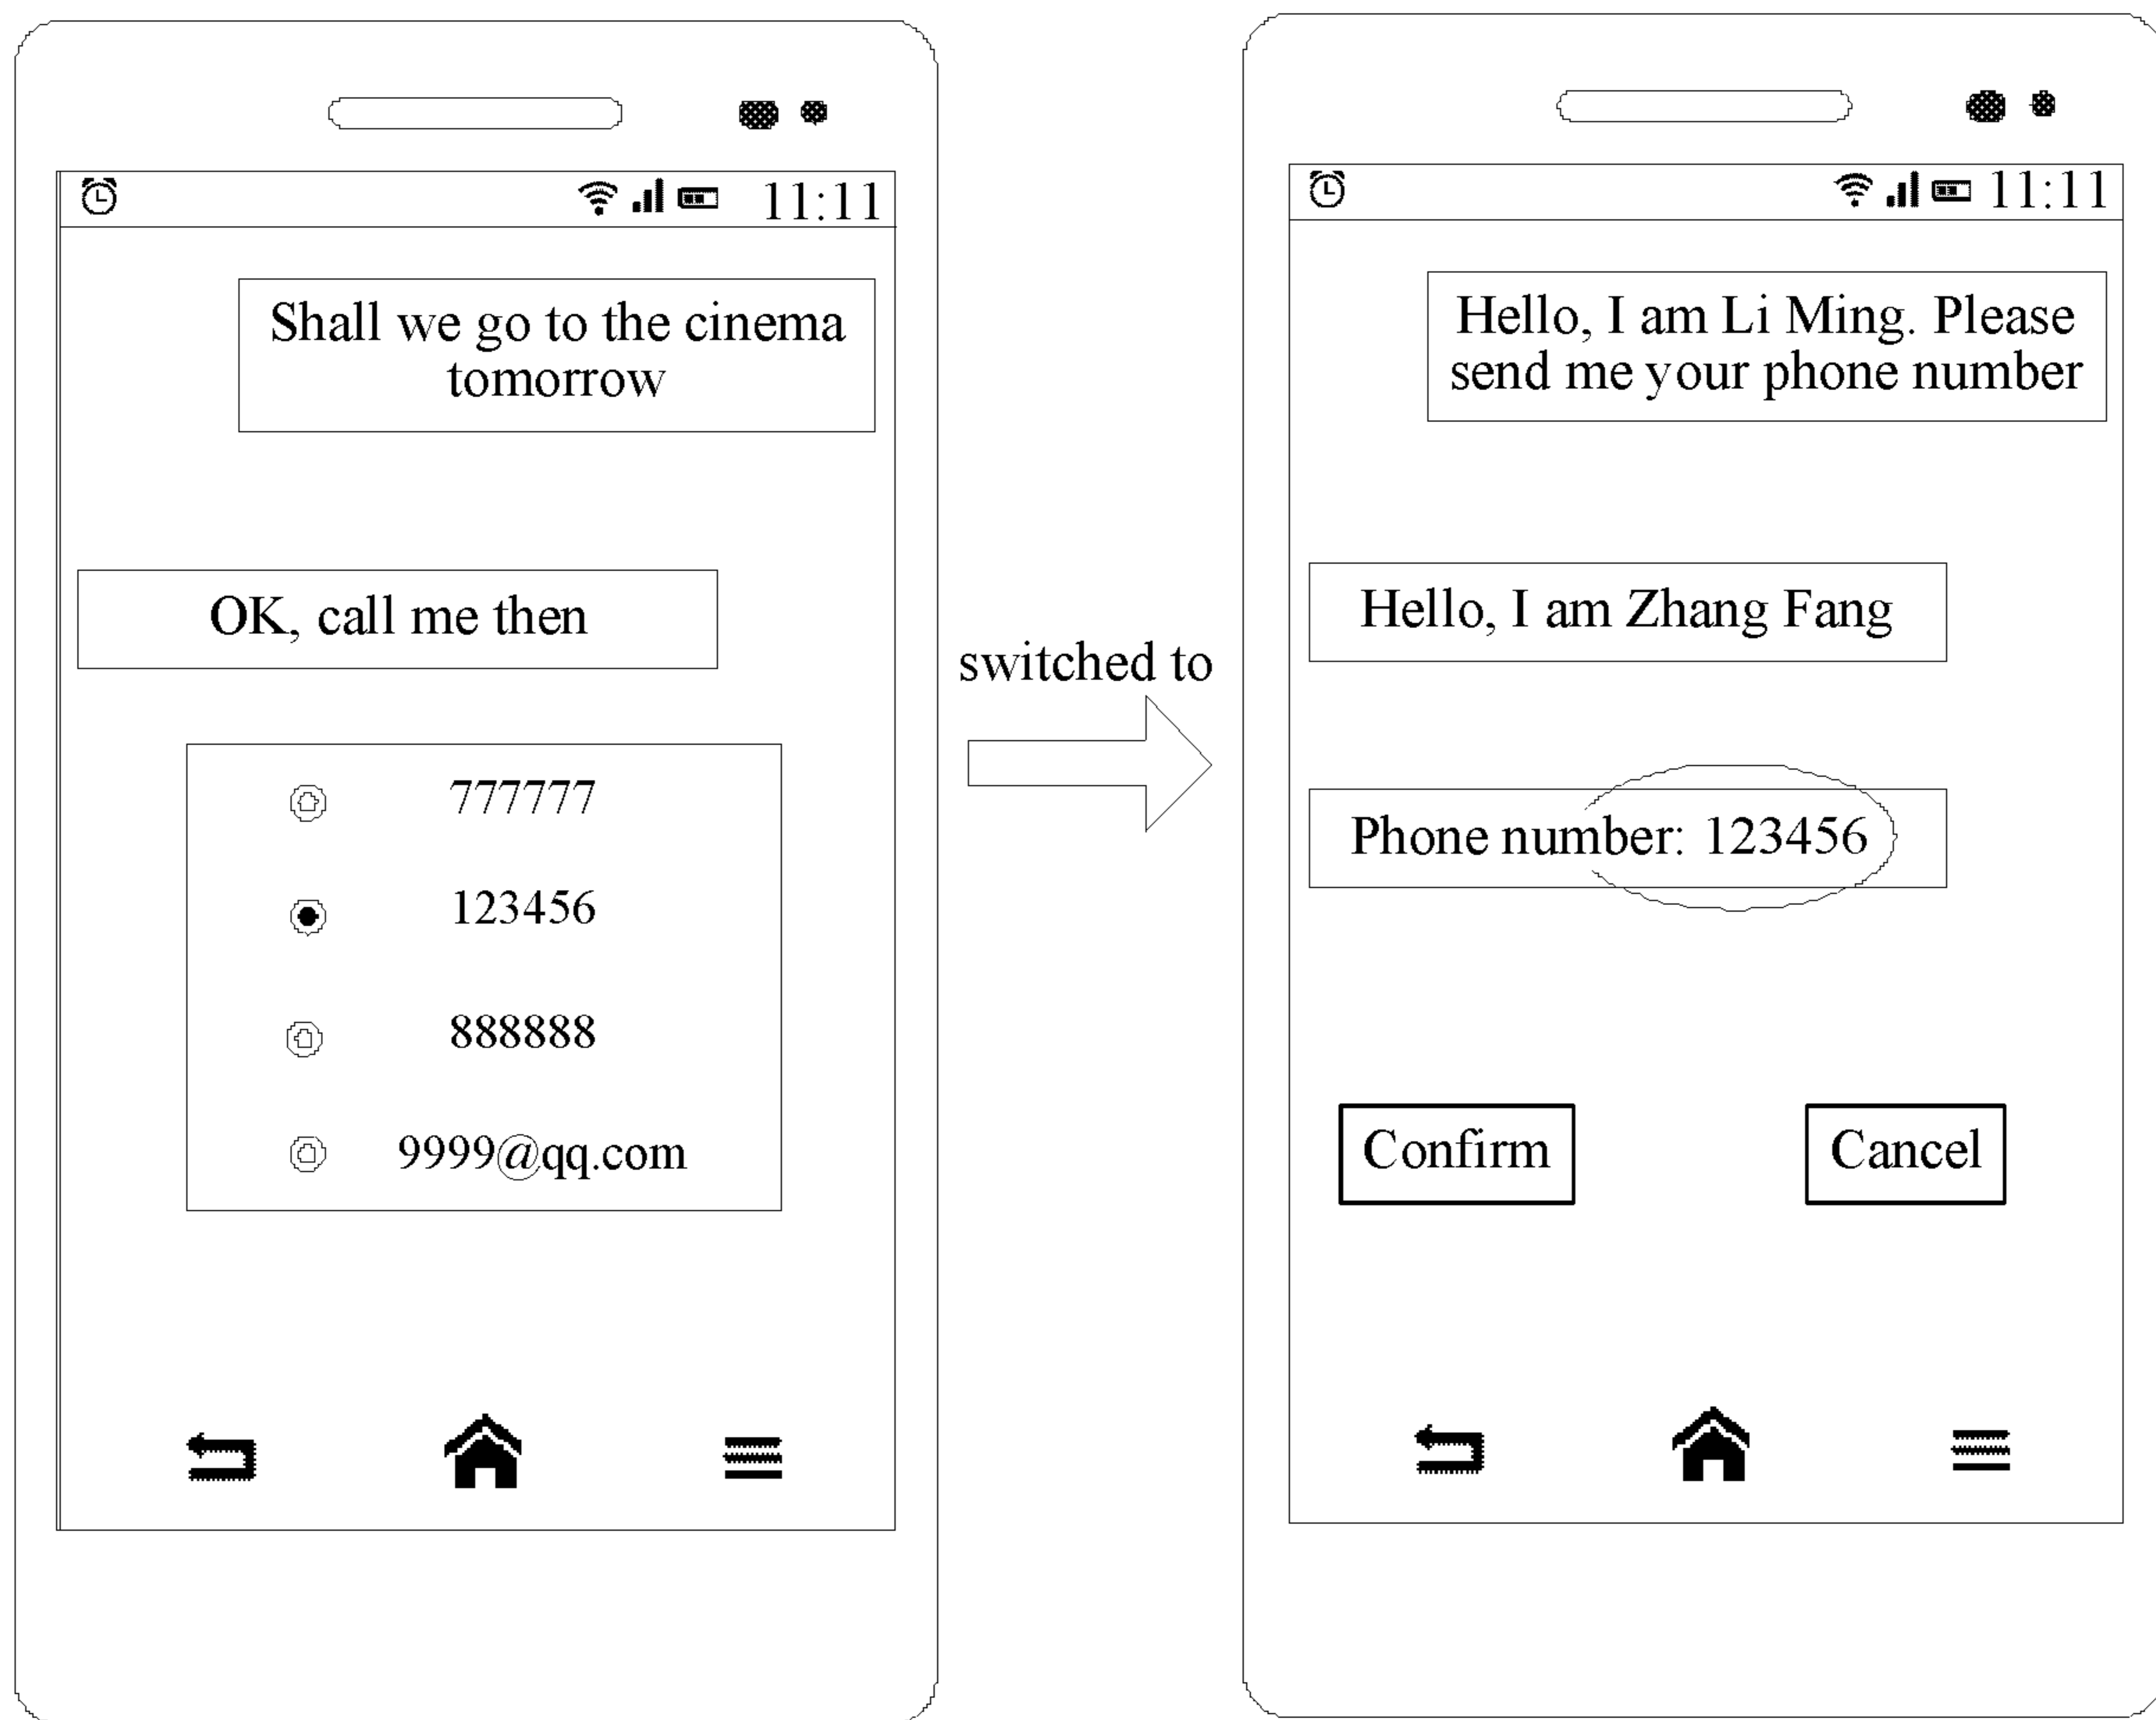 11:11
Shall we go to the cinema
tomorrow
OK, call me then
777777
123456
888888
9999@qq.com
switched to
11:11
Hello, I am Li Ming. Please
send me your phone number
Hello, I am Zhang Fang
Phone number: 123456
Confirm
Cancel